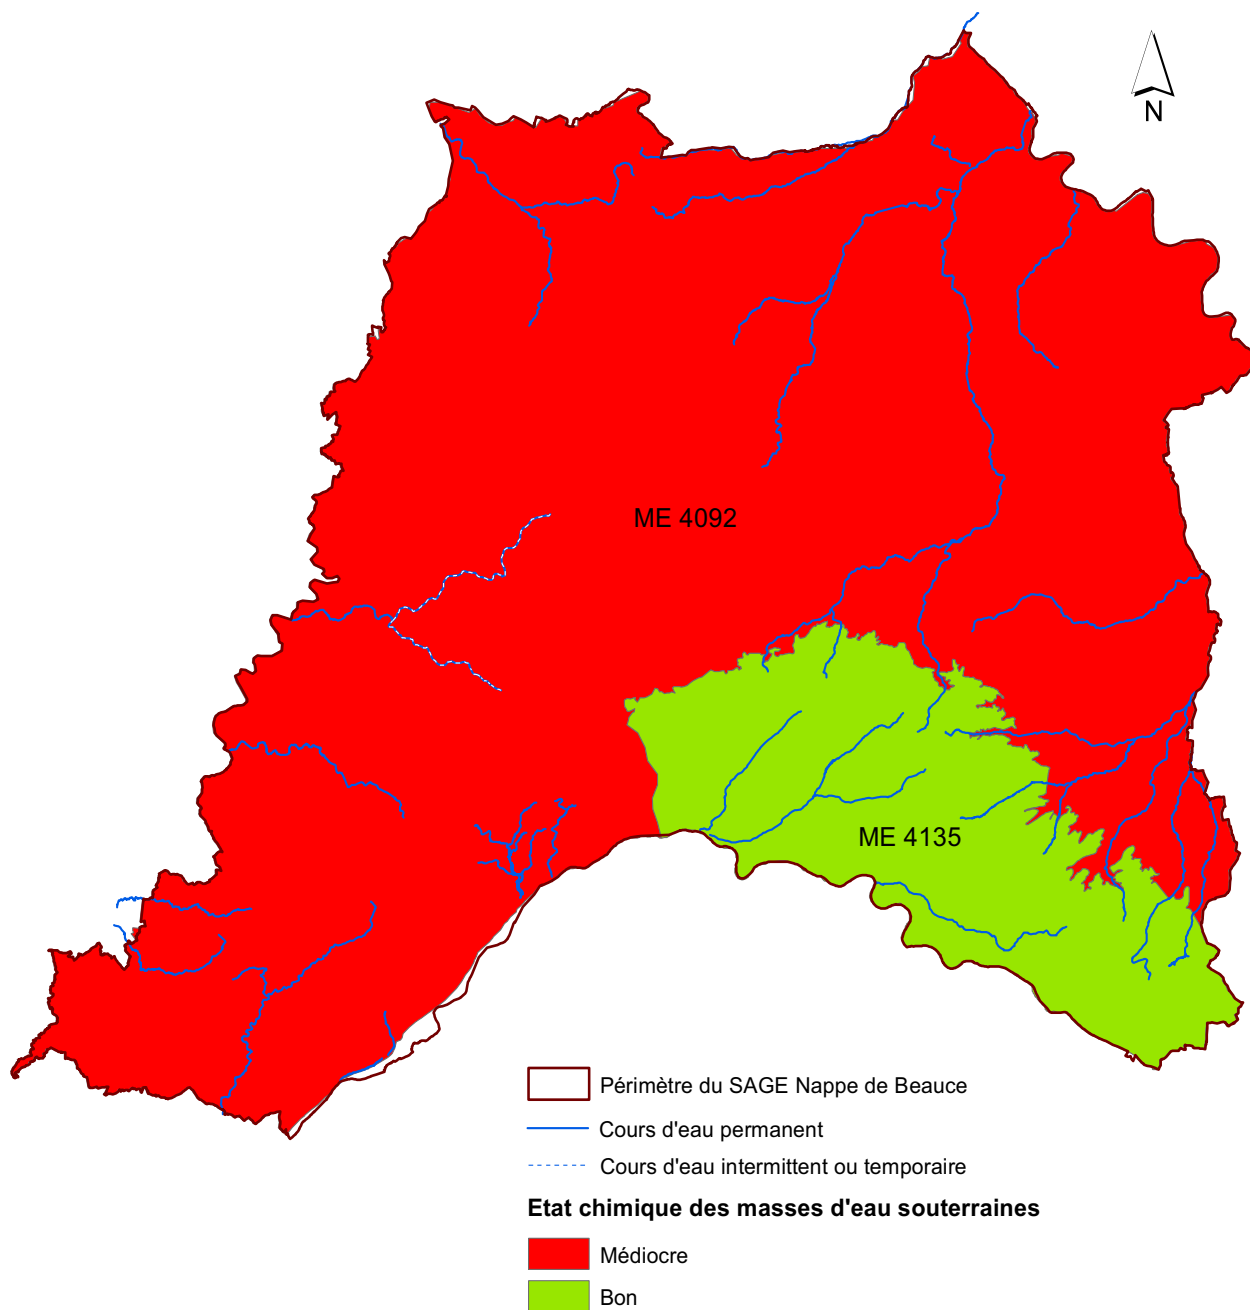 N
ME 4092
ME 4135
Périmètre du SAGE Nappe de Beauce
Cours d'eau permanent
Cours d'eau intermittent ou temporaire
Etat chimique des masses d'eau souterraines
Médiocre
Bon